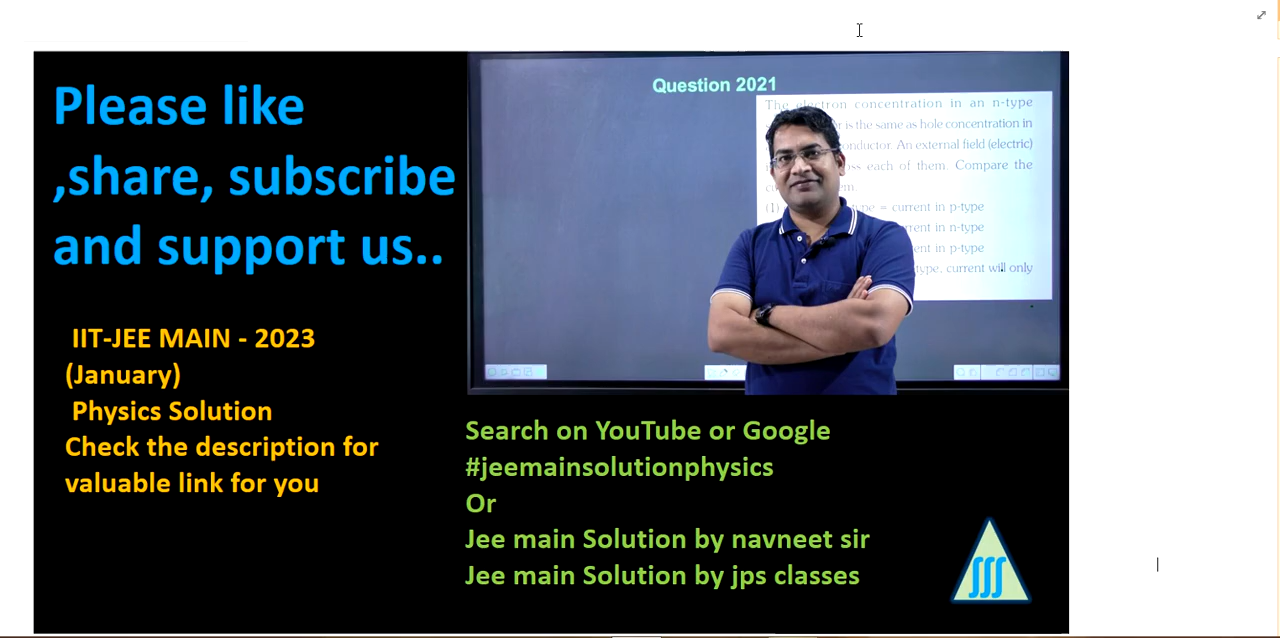 Please like
,share, subscribe
and support us..
IIT-JEE MAIN - 2023
(January)
Physics Solution
Check the description for
valuable link for you
Question 2021
The electron concentration in an n-type
is the same as hole concentration in
An external field (electric)
each of them. Compare the
(1) type = current in p-type
in n-type
in p-type
type, current will only
Search on YouTube or Google
#jeemainsolutionphysics
Or
Jee main Solution by navneet sir
Jee main Solution by jps classes
∫∫∫